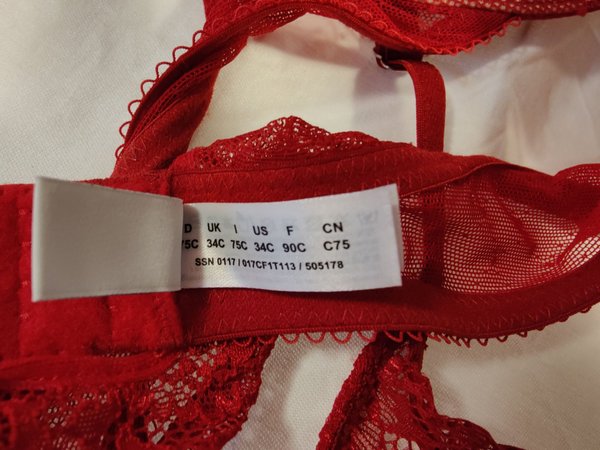 D UK I US F CN
75C 34C 75C 34C 90C C75
SSN 0117 / 017CF1T113 / 505178